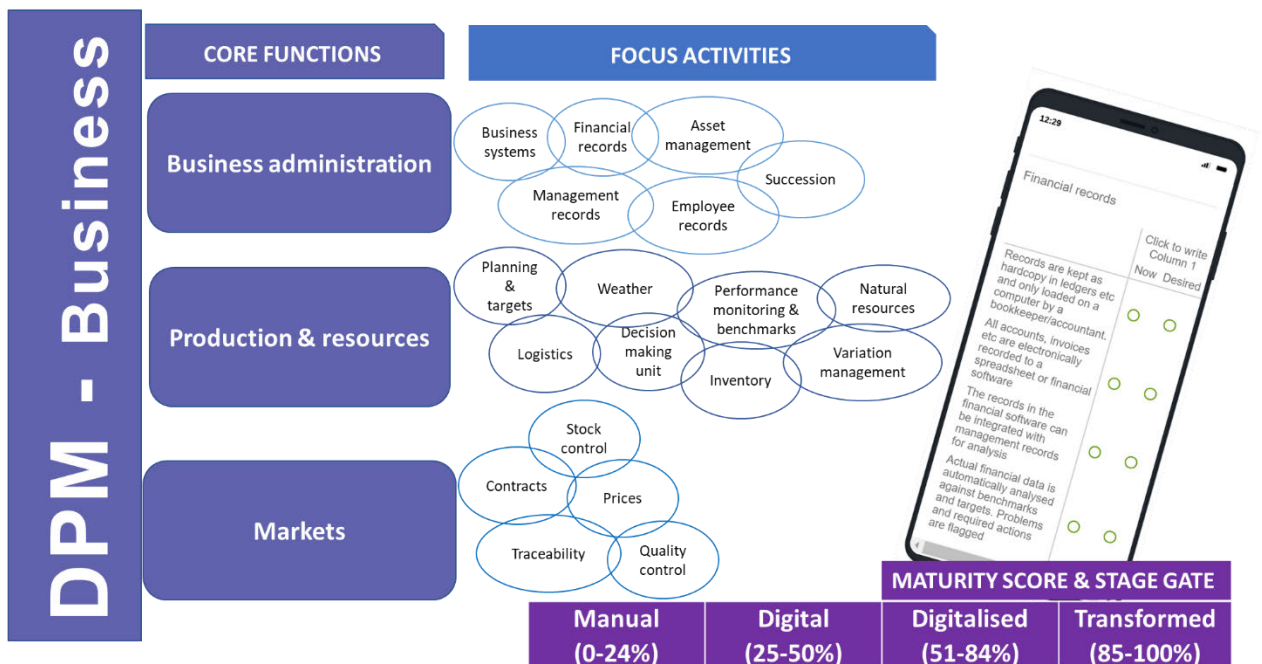 DPM - Business
CORE FUNCTIONS
FOCUS ACTIVITIES
Business administration
Business
systems
Financial
records
Asset
management
Succession
Management
records
Employee
records
Production & resources
Planning
&
targets
Weather
Performance
monitoring &
benchmarks
Natural
resources
Logistics
Decision
making
unit
Inventory
Variation
management
Markets
Stock
control
Contracts
Prices
Traceability
Quality
control
12:29
Financial records
Click to write
Column 1
Now Desired
Records are kept as
hardcopy in ledgers etc
and only loaded on a
computer by a
bookkeeper/accountant.
All accounts, invoices
etc are electronically
recorded to a
spreadsheet or financial
software
The records in the
financial software can
be integrated with
management records
for analysis
Actual financial data is
automatically analysed
against benchmarks
and targets. Problems
and required actions
are flagged
MATURITY SCORE & STAGE GATE
Manual
(0-24%)
Digital
(25-50%)
Digitalised
(51-84%)
Transformed
(85-100%)